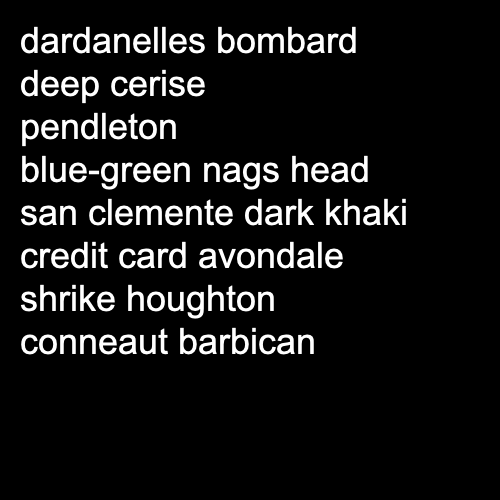 dardanelles bombard
deep cerise
pendleton
blue-green nags head
san clemente dark khaki
credit card avondale
shrike houghton
conneaut barbican